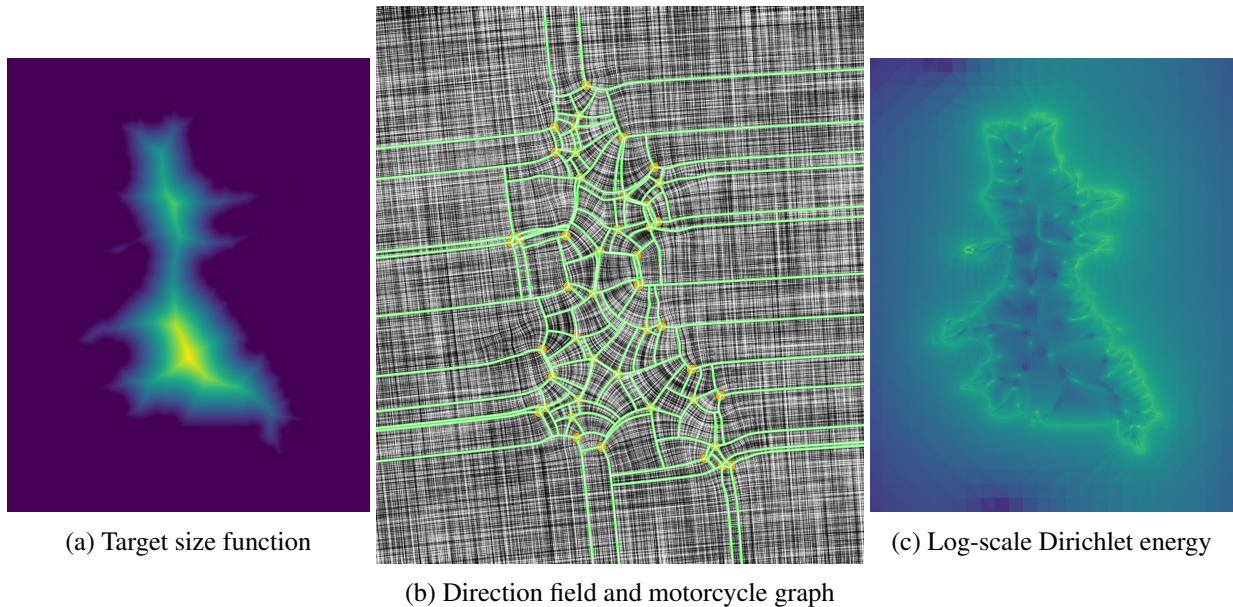 (a) Target size function
(b) Direction field and motorcycle graph
(c) Log-scale Dirichlet energy